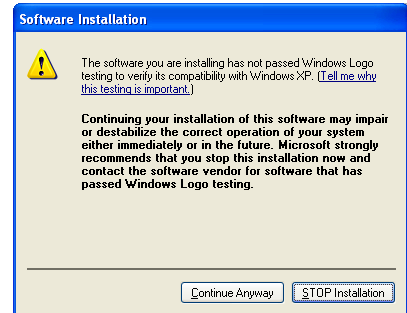 Software Installation
The software you are installing has not passed Windows Logo
testing to verify its compatibility with Windows XP. (Tell me why
this testing is important.)
Continuing your installation of this software may impair
or destabilize the correct operation of your system
either immediately or in the future. Microsoft strongly
recommends that you stop this installation now and
contact the software vendor for software that has
passed Windows Logo testing.
Continue Anyway
STOP Installation